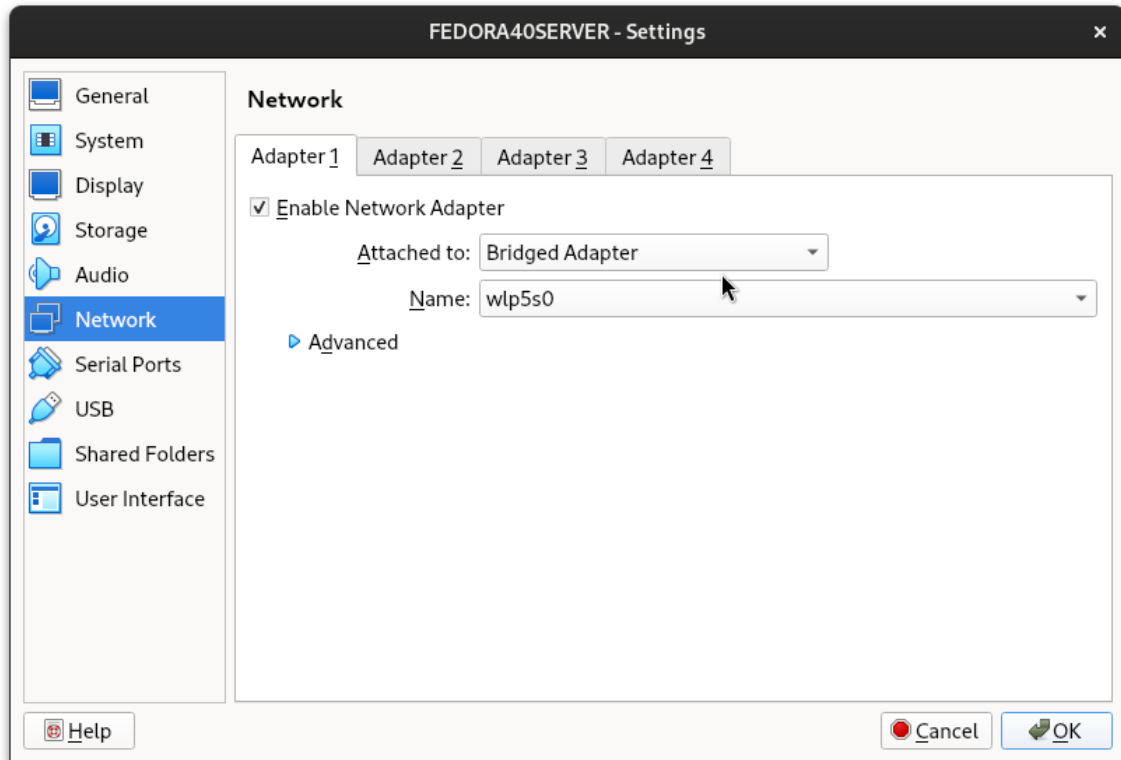 FEDORA40SERVER - Settings
General
System
Display
Storage
Audio
Network
Serial Ports
USB
Shared Folders
User Interface
Network
Adapter 1 Adapter 2 Adapter 3 Adapter 4
Enable Network Adapter
Attached to: Bridged Adapter
Name: wlp5s0
Advanced
Help Cancel OK